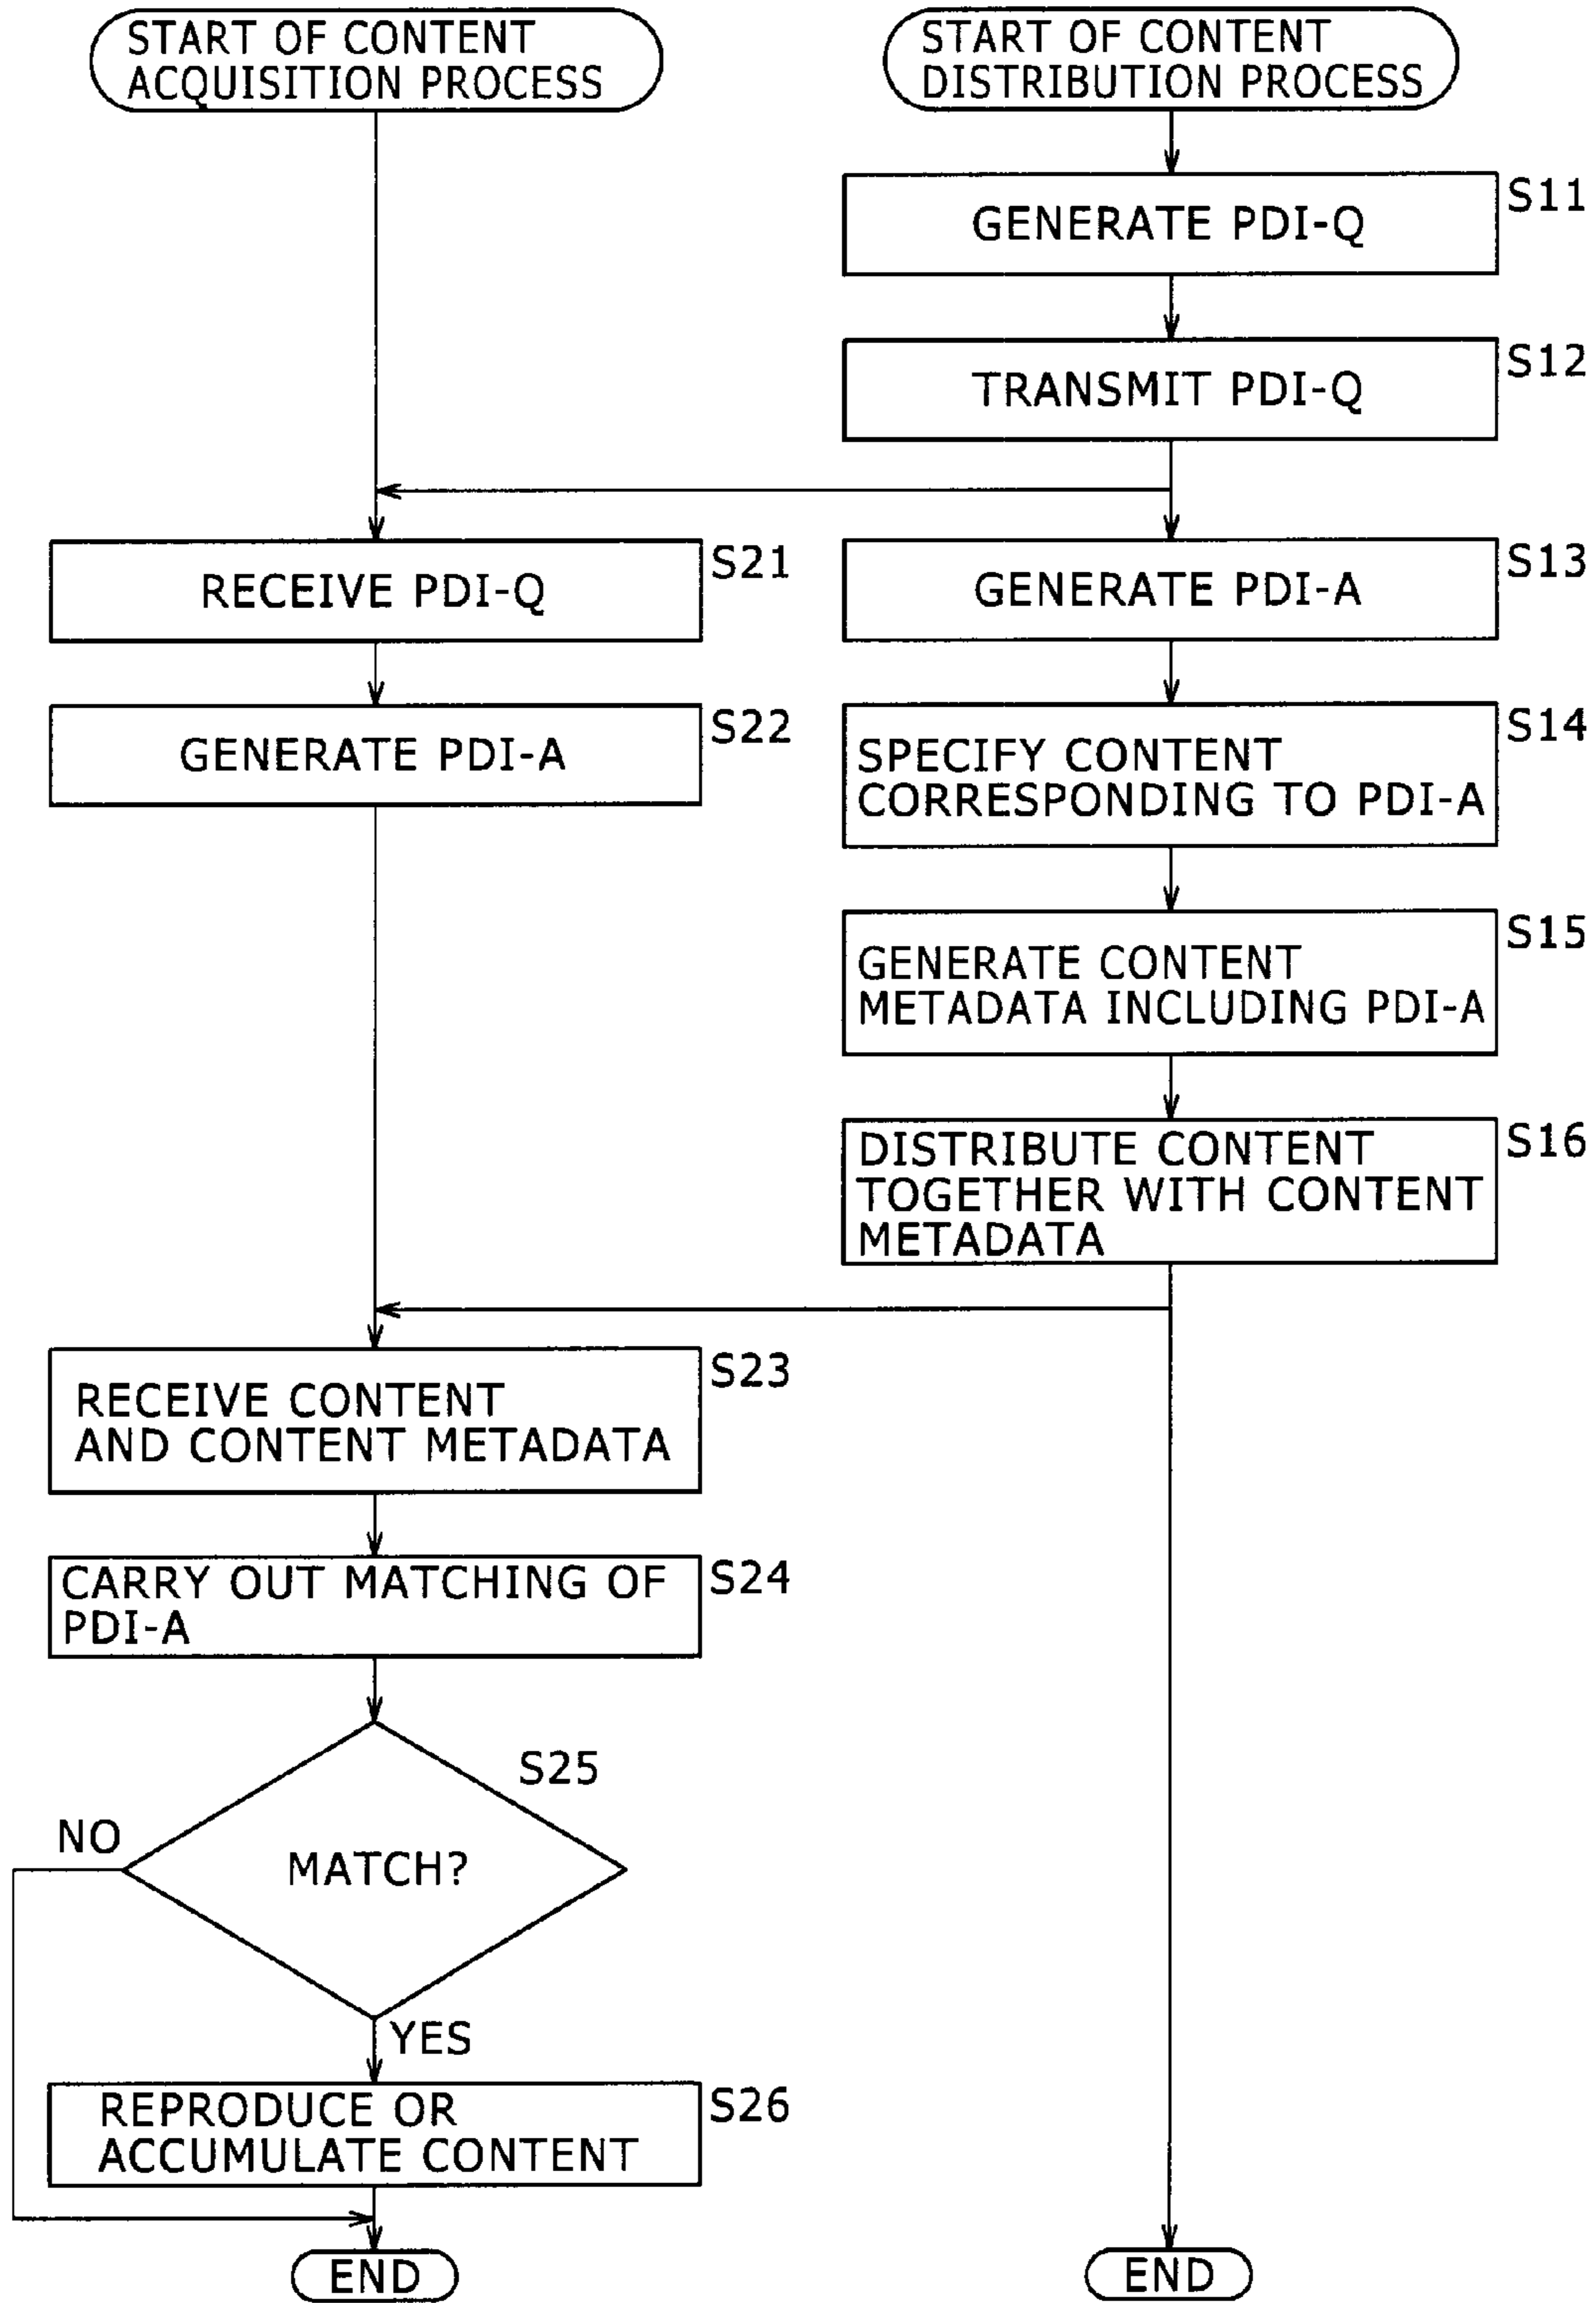 START OF CONTENT
ACQUISITION PROCESS
START OF CONTENT
DISTRIBUTION PROCESS
GENERATE PDI-Q
S11
TRANSMIT PDI-Q
S12
RECEIVE PDI-Q
S21
GENERATE PDI-A
S13
GENERATE PDI-A
S22
SPECIFY CONTENT
CORRESPONDING TO PDI-A
S14
GENERATE CONTENT
METADATA INCLUDING PDI-A
S15
DISTRIBUTE CONTENT
TOGETHER WITH CONTENT
METADATA
S16
RECEIVE CONTENT
AND CONTENT METADATA
S23
CARRY OUT MATCHING OF
PDI-A
S24
S25
NO
MATCH?
YES
REPRODUCE OR
ACCUMULATE CONTENT
S26
END
END